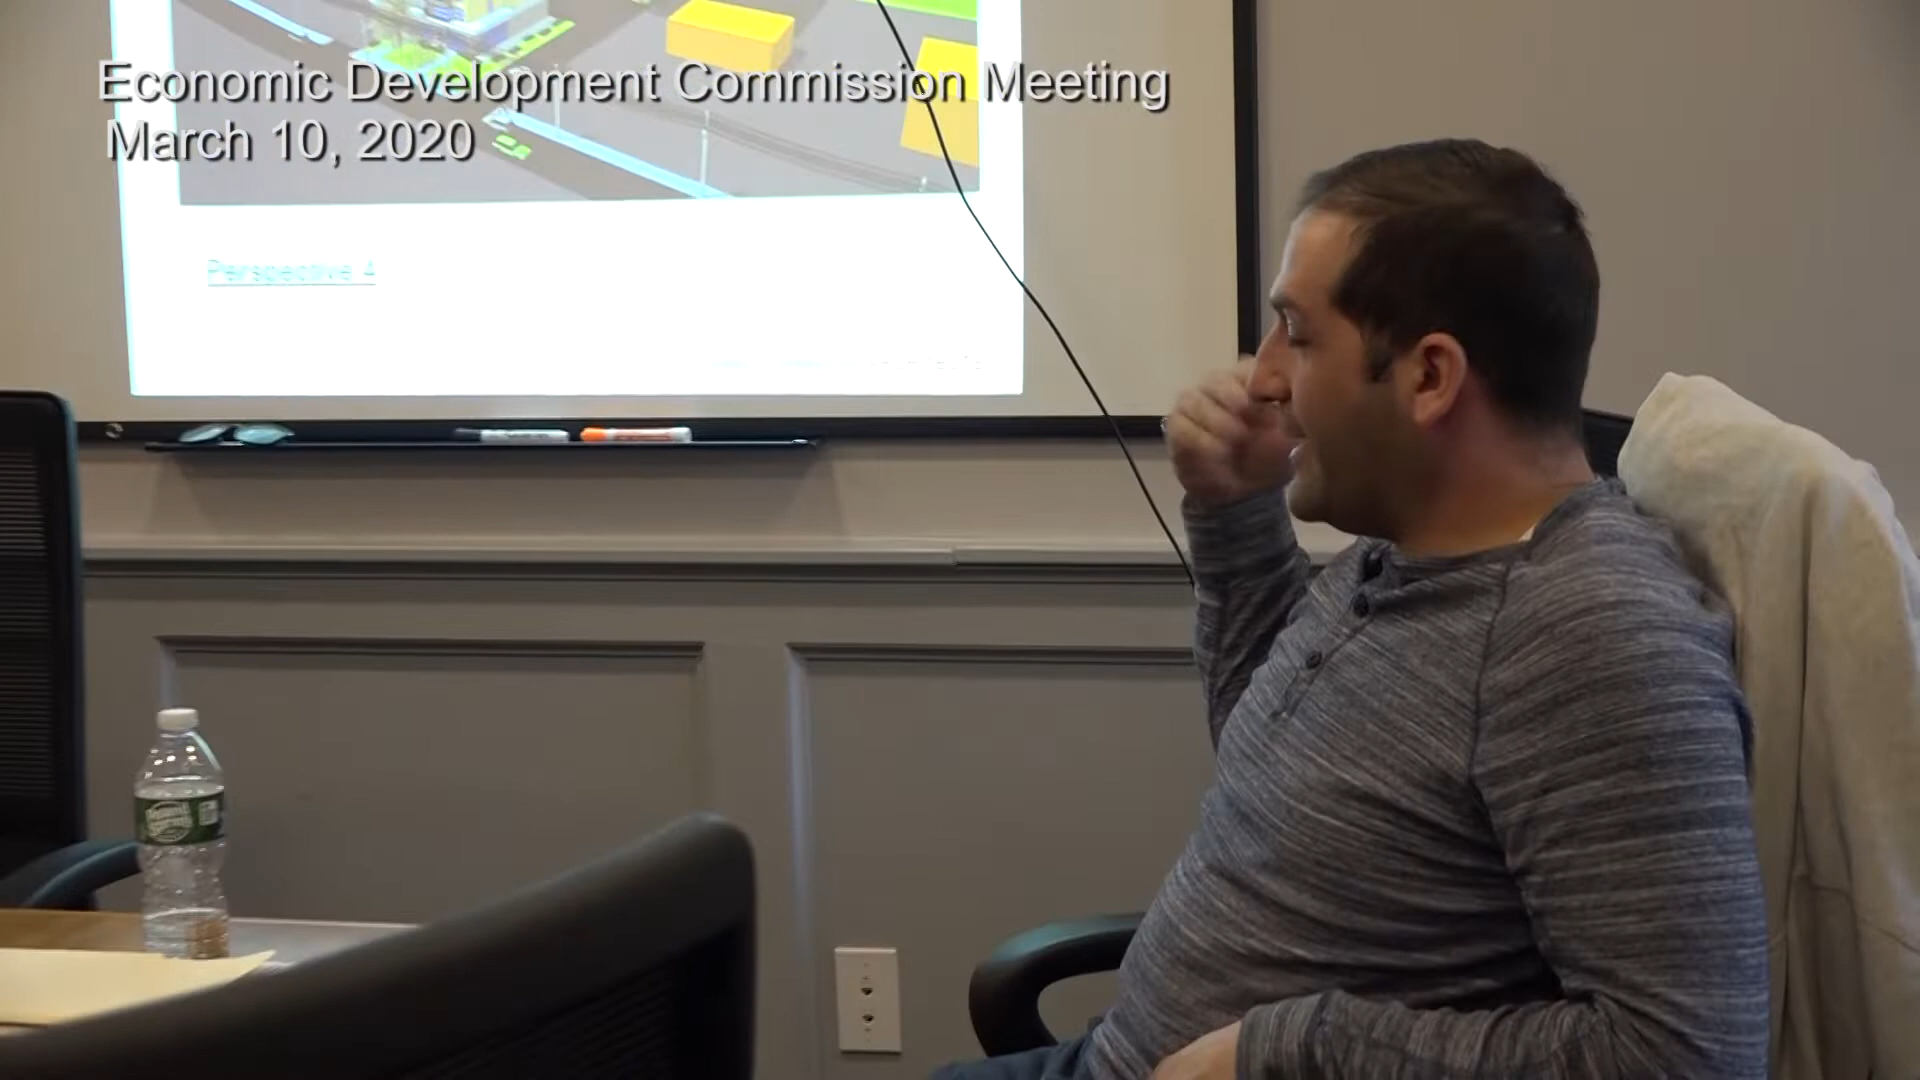 Economic Development Commission Meeting
March 10, 2020
Perspective 4